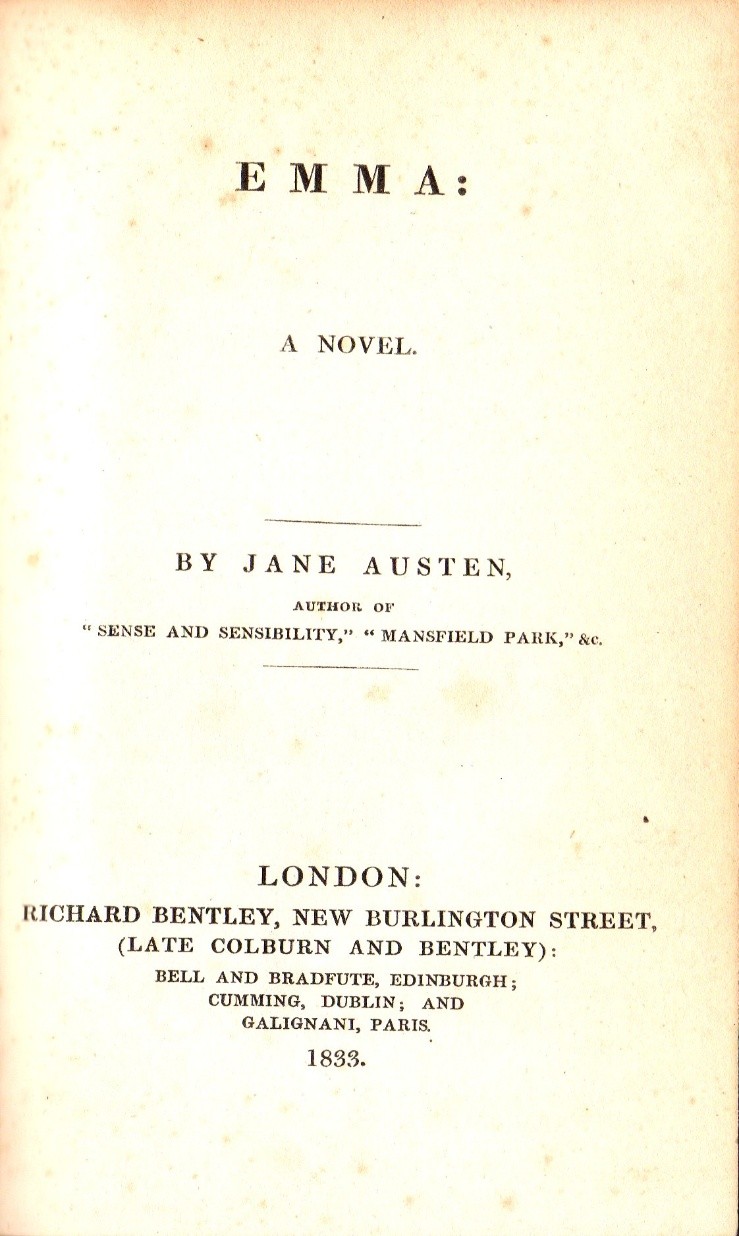 EMMA:
A NOVEL.
BY JANE AUSTEN,
AUTHOR OF
“ SENSE AND SENSIBILITY,” “ MANSFIELD PARK,” &c.
LONDON:
RICHARD BENTLEY, NEW BURLINGTON STREET,
(LATE COLBURN AND BENTLEY):
BELL AND BRADFUTE, EDINBURGH;
CUMMING, DUBLIN; AND
GALIGNANI, PARIS.
1833.